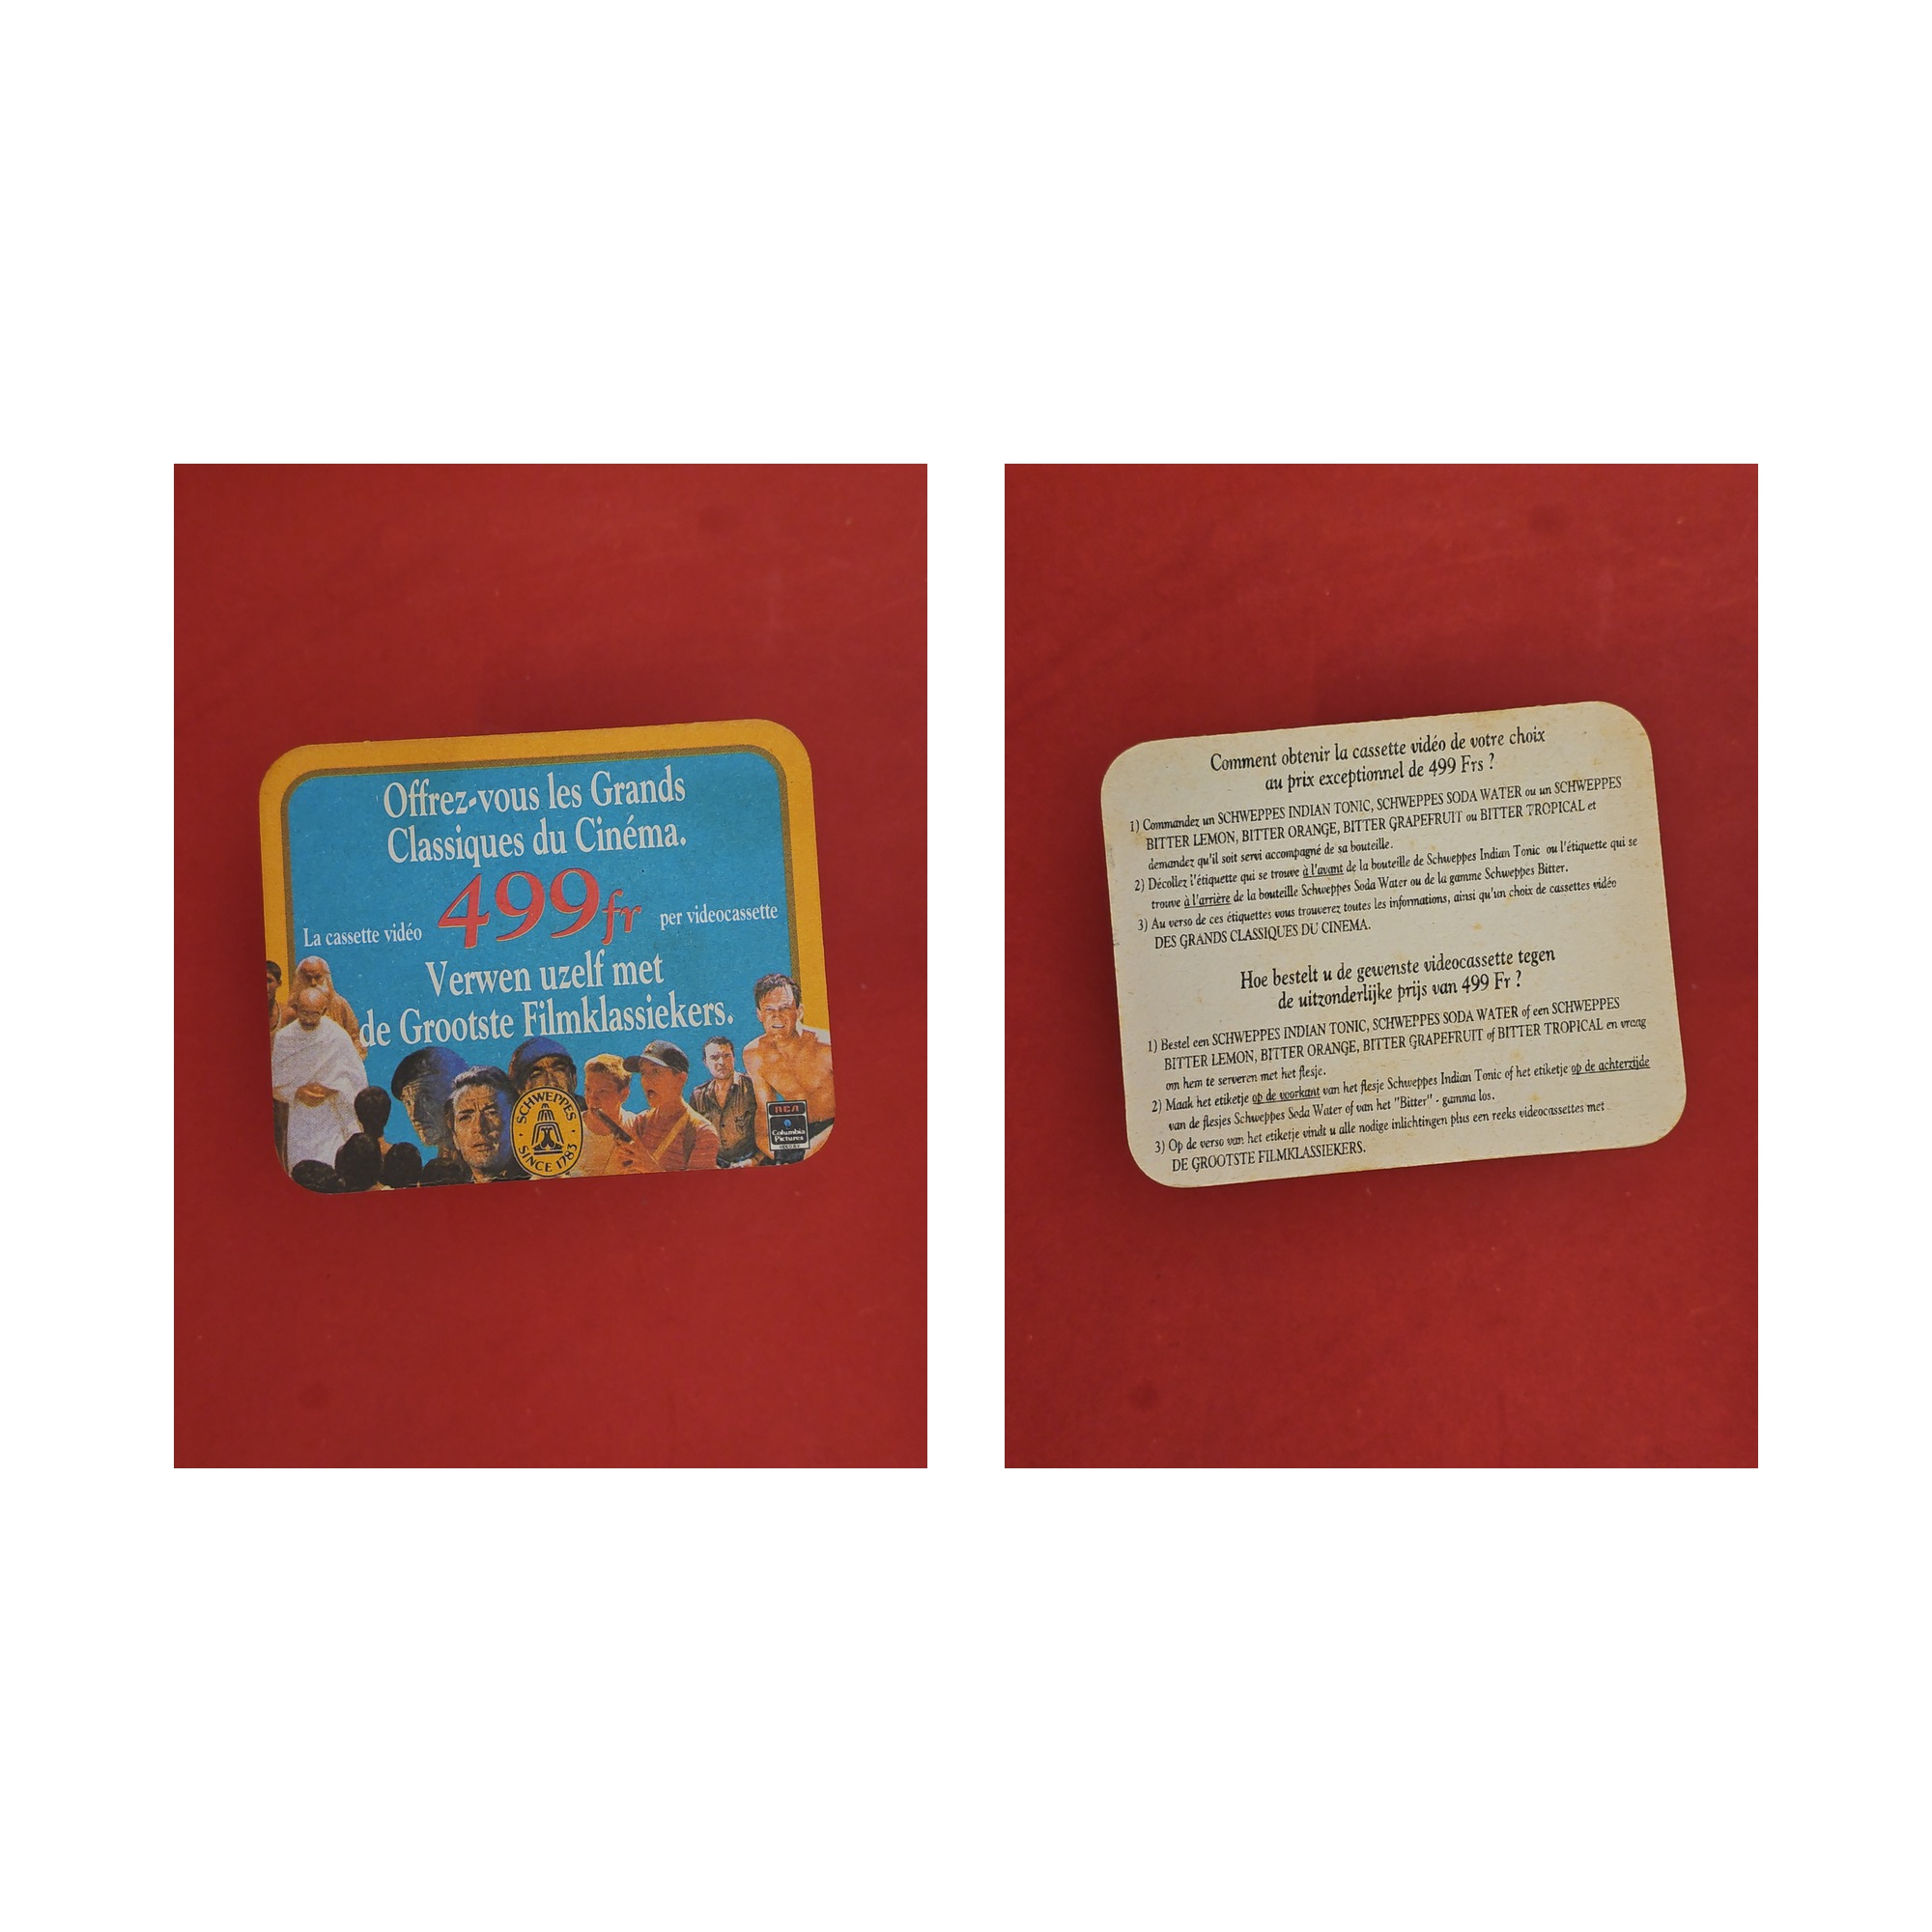 Offrez-vous les Grands
Classiques du Cinéma.
La cassette vidéo 499fr per videocassette
Verwen uzelf met
de Grootste Filmklassiekers.
SCHWEPPES
SINCE 1783
RCA
Columbia
Pictures
Comment obtenir la cassette vidéo de votre choix
au prix exceptionnel de 499 Frs ?
1) Commandez un SCHWEPPES INDIAN TONIC, SCHWEPPES SODA WATER ou un SCHWEPPES
BITTER LEMON, BITTER ORANGE, BITTER GRAPEFRUIT ou BITTER TROPICAL et
demandez qu'il soit servi accompagné de sa bouteille.
2) Décollez l'étiquette qui se trouve à l'avant de la bouteille de Schweppes Indian Tonic ou l'étiquette qui se
trouve à l'arrière de la bouteille Schweppes Soda Water ou de la gamme Schweppes Bitter.
3) Au verso de ces étiquettes vous trouverez toutes les informations, ainsi qu'un choix de cassettes vidéo
DES GRANDS CLASSIQUES DU CINEMA.
Hoe bestelt u de gewenste videocassette tegen
de uitzonderlijke prijs van 499 Fr ?
1) Bestel een SCHWEPPES INDIAN TONIC, SCHWEPPES SODA WATER of een SCHWEPPES
BITTER LEMON, BITTER ORANGE, BITTER GRAPEFRUIT of BITTER TROPICAL en vraag
om hem te serveren met het flesje.
2) Maak het etiketje op de voorkant van het flesje Schweppes Indian Tonic of het etiketje op de achterzijde
van de flesjes Schweppes Soda Water of van het "Bitter" - gamma los.
3) Op de verso van het etiketje vindt u alle nodige inlichtingen plus een reeks videocassettes met
DE GROOTSTE FILMKLASSIEKERS.